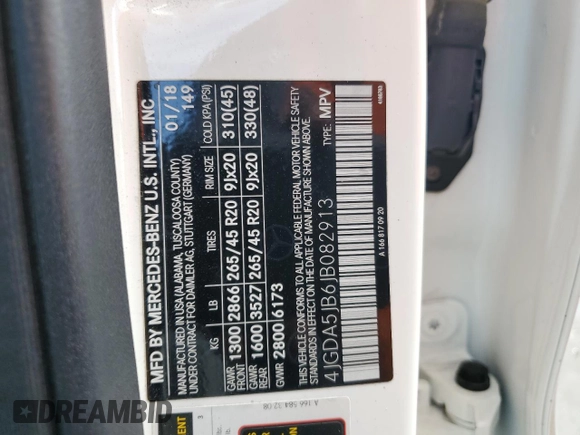 MFD BY MERCEDES-BENZ U.S. INTL., INC
MANUFACTURED IN USA (ALABAMA, TUSCALOOSA COUNTY) 01/18
UNDER CONTRACT FOR DAIMLER AG, STUTTGART (GERMANY) 149
KG LB TIRES RIM SIZE COLD KPA/(PSI)
GAWR FRONT 1300 2866 265/45 R20 9Jx20 310(45)
GAWR REAR 1600 3527 265/45 R20 9Jx20 330(48)
GVWR 2800 6173
THIS VEHICLE CONFORMS TO ALL APPLICABLE FEDERAL MOTOR VEHICLE SAFETY
STANDARDS IN EFFECT ON THE DATE OF MANUFACTURE SHOWN ABOVE.
4JGDA5JB6JB082913 TYPE: MPV
A 166 817 09 20
A 166 584 32 08
DREAMBID